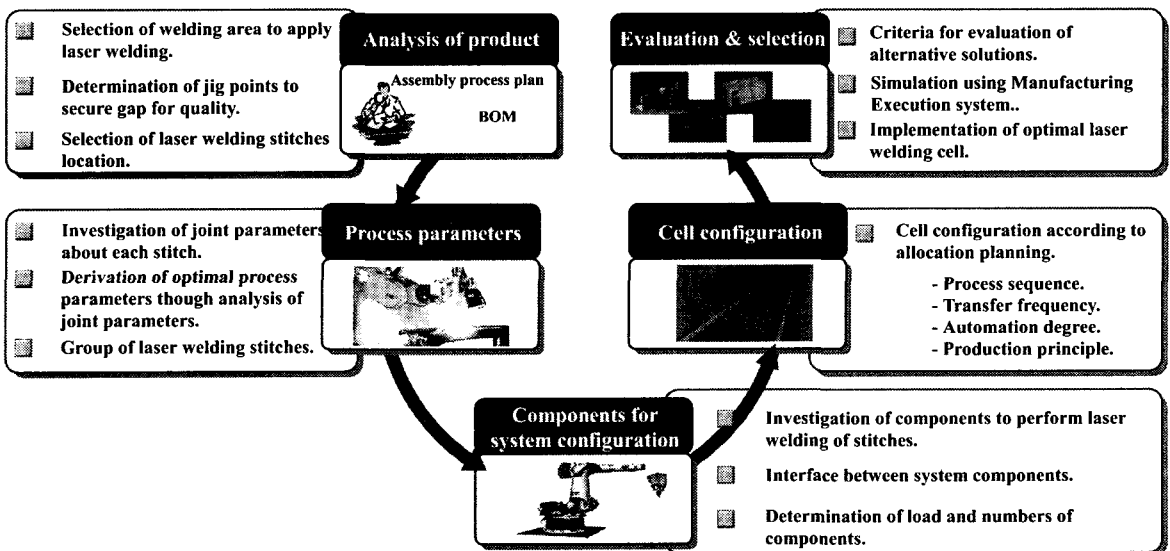 Selection of welding area to apply
laser welding.
Determination of jig points to
secure gap for quality.
Selection of laser welding stitches
location.
Analysis of product
Assembly process plan
BOM
Investigation of joint parameters
about each stitch.
Derivation of optimal process
parameters though analysis of
joint parameters.
Group of laser welding stitches.
Process parameters
Components for
system configuration
Investigation of components to perform laser
welding of stitches.
Interface between system components.
Determination of load and numbers of
components.
Cell configuration
Cell configuration according to
allocation planning.
- Process sequence.
- Transfer frequency.
- Automation degree.
- Production principle.
Evaluation & selection
Criteria for evaluation of
alternative solutions.
Simulation using Manufacturing
Execution system..
Implementation of optimal laser
welding cell.